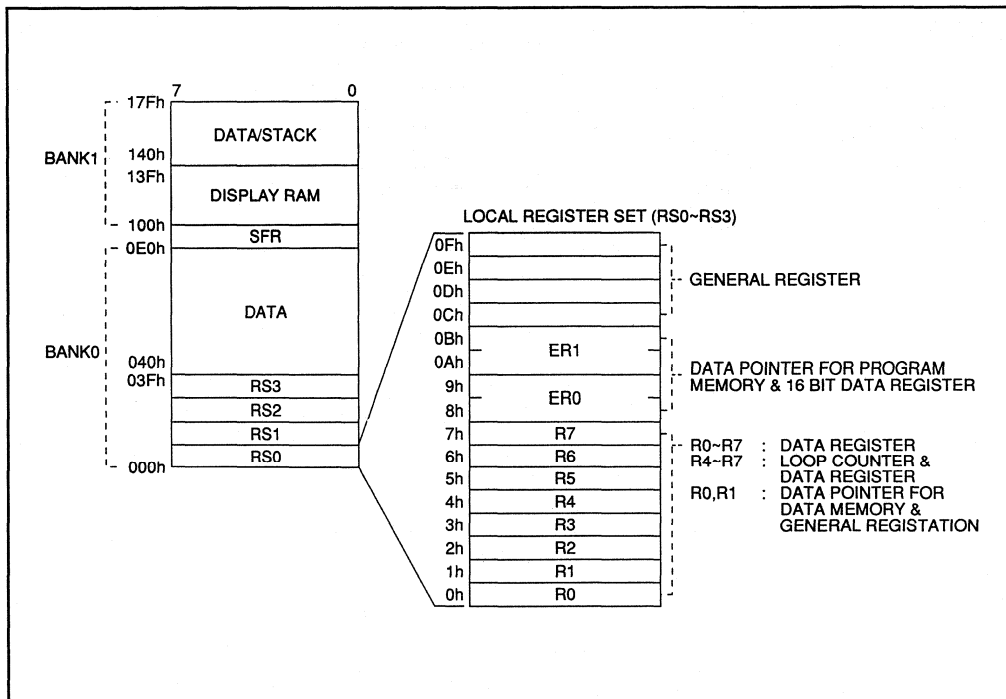 7 0
17Fh
DATA/STACK
BANK1
140h
13Fh
DISPLAY RAM
100h
SFR
0E0h
DATA
BANK0
040h
03Fh
RS3
RS2
RS1
RS0
000h
LOCAL REGISTER SET (RS0~RS3)
0Fh
0Eh
0Dh
0Ch
GENERAL REGISTER
0Bh
ER1
0Ah
9h
ER0
8h
DATA POINTER FOR PROGRAM
MEMORY & 16 BIT DATA REGISTER
7h R7
6h R6
5h R5
4h R4
3h R3
2h R2
1h R1
0h R0
R0~R7 : DATA REGISTER
R4~R7 : LOOP COUNTER &
DATA REGISTER
R0,R1 : DATA POINTER FOR
DATA MEMORY &
GENERAL REGISTATION